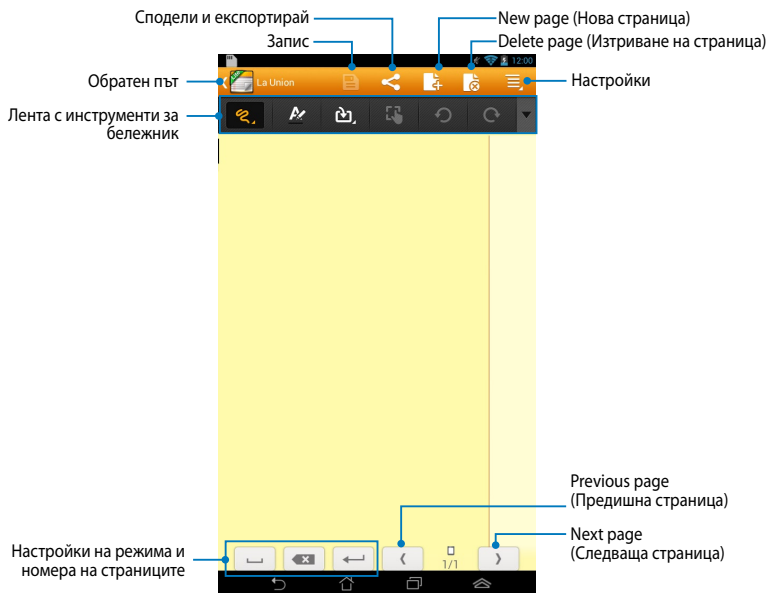 Сподели и експортирай
New page (Нова страница)
Запис
Delete page (Изтриване на страница)
12:00
Обратен път
La Union
Настройки
Лента с инструменти за
бележник
Previous page
(Предишна страница)
Next page
(Следваща страница)
Настройки на режима и
номера на страниците
1/1